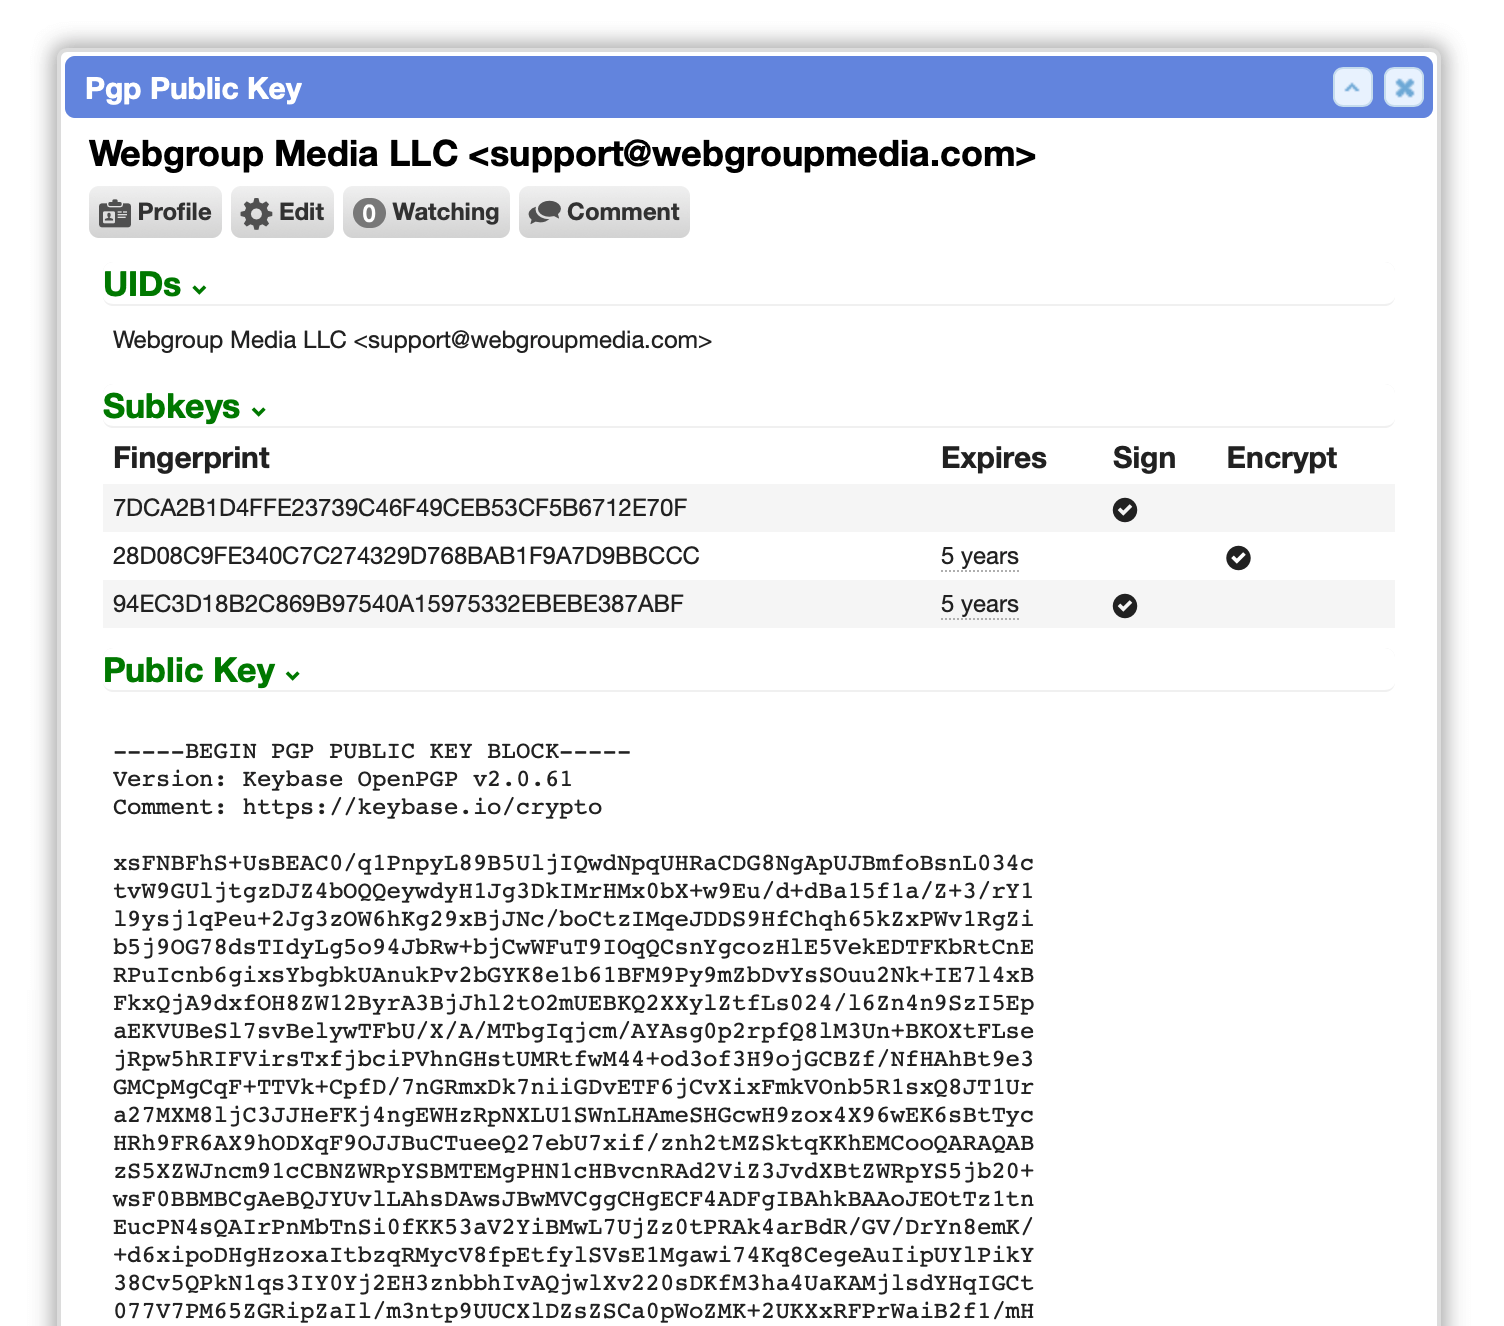 Pgp Public Key
Webgroup Media LLC <support@webgroupmedia.com>
Profile Edit 0 Watching Comment
UIDs
Webgroup Media LLC <support@webgroupmedia.com>
Subkeys
Fingerprint Expires Sign Encrypt
7DCA2B1D4FFE23739C46F49CEB53CF5B6712E70F
28D08C9FE340C7C274329D768BAB1F9A7D9BBCCC 5 years
94EC3D18B2C869B97540A15975332EBEBE387ABF 5 years
Public Key
-----BEGIN PGP PUBLIC KEY BLOCK-----
Version: Keybase OpenPGP v2.0.61
Comment: https://keybase.io/crypto
xsFNBFhS+UsBEAC0/q1PnpyL89B5UljIQwdNpqUHRaCDG8NgApUJBmfoBsnL034c
tvW9GUljtgzDJZ4bOQQeywdyH1Jg3DkIMrHMx0bX+w9Eu/d+dBa15f1a/Z+3/rY1
l9ysj1qPeu+2Jg3zOW6hKg29xBjJNc/boCtzIMqeJDDS9HfChqh65kZxPWv1RgZi
b5j9OG78dsTIdyLg5o94JbRw+bjCwWFuT9IOqQCsnYgcozHlE5VekEDTFKbRtCnE
RPuIcnb6gixsYbgbkUAnukPv2bGYK8e1b61BFM9Py9mZbDvYsSOuu2Nk+IE7l4xB
FkxQjA9dxfOH8ZW12ByrA3BjJhl2tO2mUEBKQ2XXylZtfLs024/l6Zn4n9SzI5Ep
aEKVUBeSl7svBelywTFbU/X/A/MTbgIqjcm/AYAsg0p2rpfQ8lM3Un+BKOXtFLse
jRpw5hRIFVirsTxfjbciPVhnGHstUMRtfwM44+od3of3H9ojGCBZf/NfHAhBt9e3
GMCpMgCqF+TTVk+CpfD/7nGRmxDk7niiGDvETF6jCvXixFmkVOnb5R1sxQ8JT1Ur
a27MXM8ljC3JJHeFKj4ngEWHzRpNXLU1SWnLHAmeSHGcwH9zox4X96wEK6sBtTyc
HRh9FR6AX9hODXqF9OJJBuCTueeQ27ebU7xif/znh2tMZSktqKKhEMCooQARAQAB
zS5XZWJncm91cCBNZWRpYSBMTEMgPHN1cHBvcnRAd2ViZ3JvdXBtZWRpYS5jb20+
wsF0BBMBCgAeBQJYUvlLAhsDAwsJBwMVCggCHgECF4ADFgIBAhkBAAoJEOtTz1tn
EucPN4sQAIrPnMbTnSi0fKK53aV2YiBMwL7UjZz0tPRAk4arBdR/GV/DrYn8emK/
+d6xipoDHgHzoxaItbzqRMycV8fpEtfylSVsE1Mgawi74Kq8CegeAuIipUYlPikY
38Cv5QPkN1qs3IY0Yj2EH3znbbhIvAQjwlXv220sDKfM3ha4UaKAMjlsdYHqIGCt
077V7PM65ZGRipZaIl/m3ntp9UUCXlDZsZSCa0pWoZMK+2UKXxRFPrWaiB2f1/mH